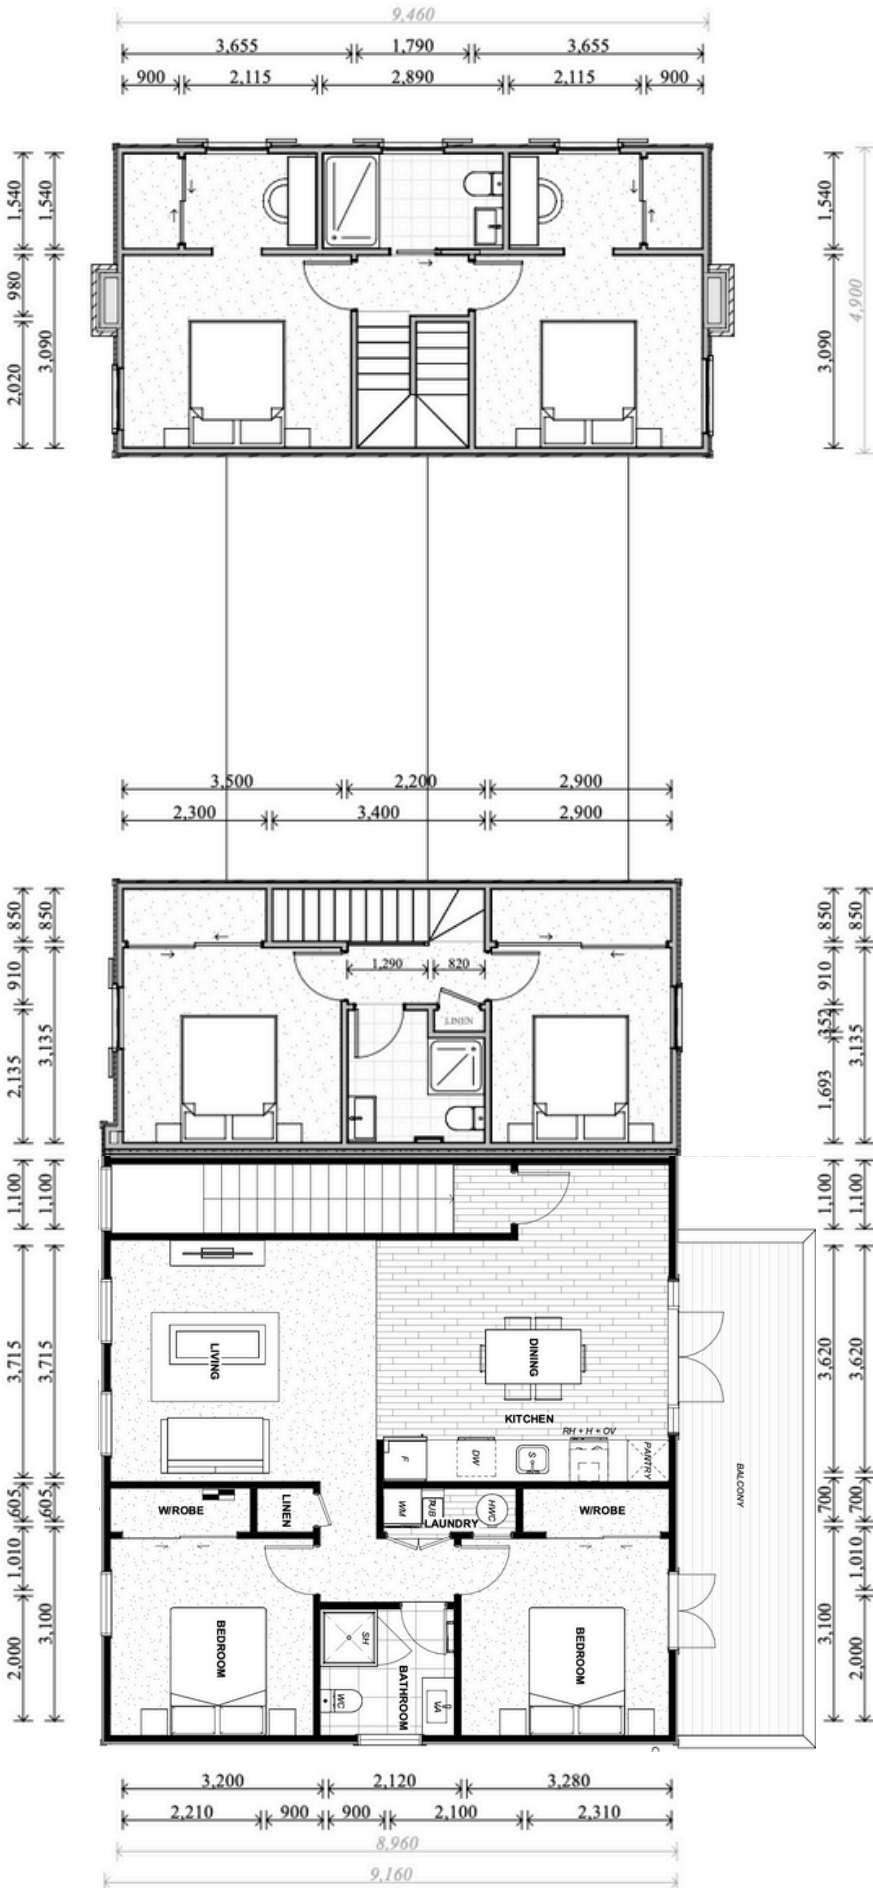 9,460
3,655 1,790 3,655
900 2,115 2,890 2,115 900
1,540 1,540 1,540
980 3,090 2,020 3,090 4,900
3,500 2,200 2,900
2,300 3,400 2,900
850 850 850 850
1,290 820
910 910
LINEN
2,135 3,135 352 3,135
1,693
1,100 1,100 1,100 1,100
3,715 3,715 LIVING DINING 3,620 3,620
KITCHEN
RH + H + OV
F DW S PANTRY
BALCONY
605 605 W/ROBE LINEN WM TUB HWC W/ROBE 700 700
LAUNDRY
1,010 1,010
3,100 BEDROOM SH BEDROOM 3,100
2,000 WC BATHROOM VA 2,000
3,200 2,120 3,280
2,210 900 900 2,100 2,310
8,960
9,160